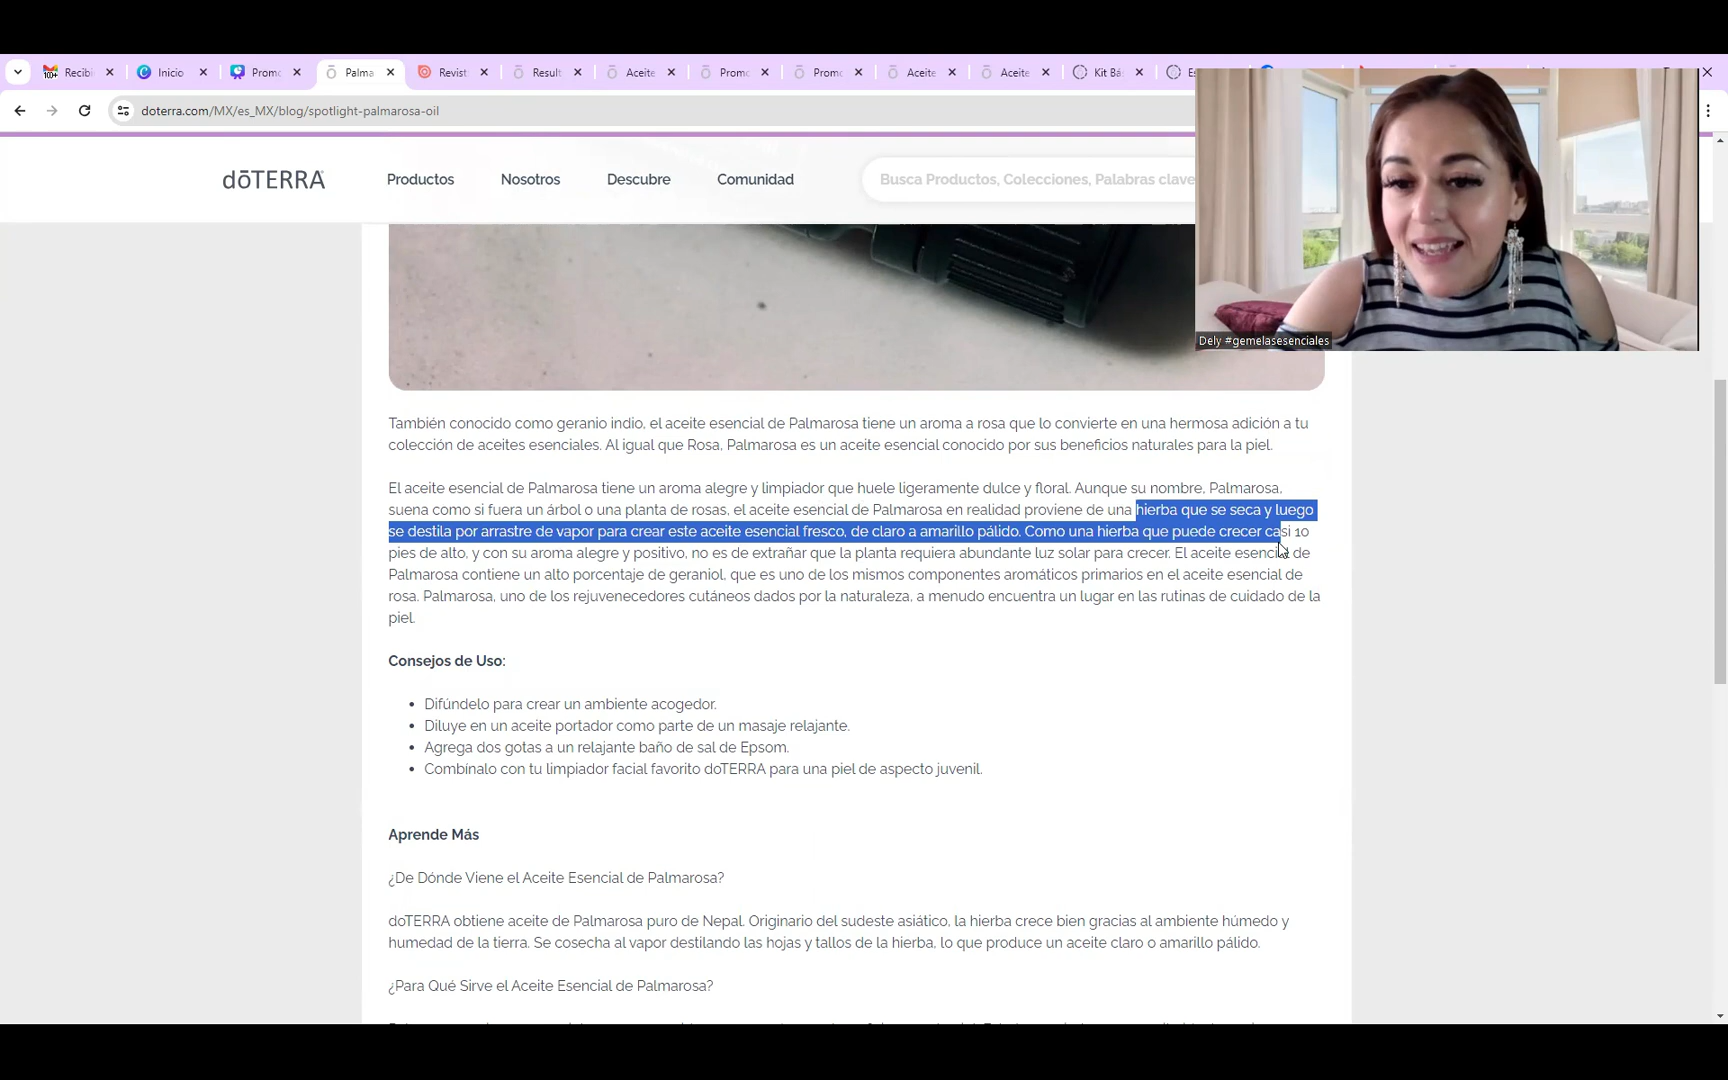 Recibi
Inicio
Promo
Palma
Revist
Result
Aceite
Promo
Promo
Aceite
Aceite
Kit Bá
Es
doterra.com/MX/es_MX/blog/spotlight-palmarosa-oil
dōTERRA
Productos
Nosotros
Descubre
Comunidad
Busca Productos, Colecciones, Palabras clave
Dely #gemelasesenciales
También conocido como geranio indio, el aceite esencial de Palmarosa tiene un aroma a rosa que lo convierte en una hermosa adición a tu
colección de aceites esenciales. Al igual que Rosa, Palmarosa es un aceite esencial conocido por sus beneficios naturales para la piel.
El aceite esencial de Palmarosa tiene un aroma alegre y limpiador que huele ligeramente dulce y floral. Aunque su nombre, Palmarosa,
suena como si fuera un árbol o una planta de rosas, el aceite esencial de Palmarosa en realidad proviene de una hierba que se seca y luego
se destila por arrastre de vapor para crear este aceite esencial fresco, de claro a amarillo pálido. Como una hierba que puede crecer casi 10
pies de alto, y con su aroma alegre y positivo, no es de extrañar que la planta requiera abundante luz solar para crecer. El aceite esencial de
Palmarosa contiene un alto porcentaje de geraniol, que es uno de los mismos componentes aromáticos primarios en el aceite esencial de
rosa. Palmarosa, uno de los rejuvenecedores cutáneos dados por la naturaleza, a menudo encuentra un lugar en las rutinas de cuidado de la
piel.
Consejos de Uso:
• Difúndelo para crear un ambiente acogedor.
• Diluye en un aceite portador como parte de un masaje relajante.
• Agrega dos gotas a un relajante baño de sal de Epsom.
• Combínalo con tu limpiador facial favorito doTERRA para una piel de aspecto juvenil.
Aprende Más
¿De Dónde Viene el Aceite Esencial de Palmarosa?
doTERRA obtiene aceite de Palmarosa puro de Nepal. Originario del sudeste asiático, la hierba crece bien gracias al ambiente húmedo y
humedad de la tierra. Se cosecha al vapor destilando las hojas y tallos de la hierba, lo que produce un aceite claro o amarillo pálido.
¿Para Qué Sirve el Aceite Esencial de Palmarosa?